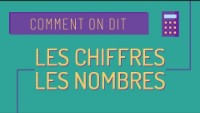 COMMENT ON DIT
LES CHIFFRES
LES NOMBRES